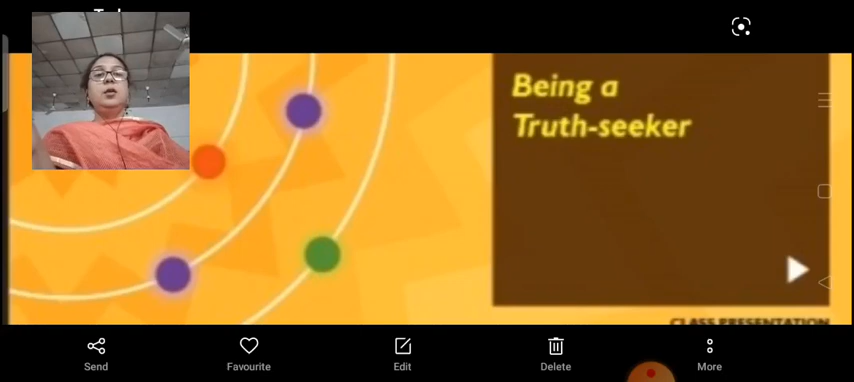 Being a
Truth-seeker
CLASS PRESENTATION
Send
Favourite
Edit
Delete
More